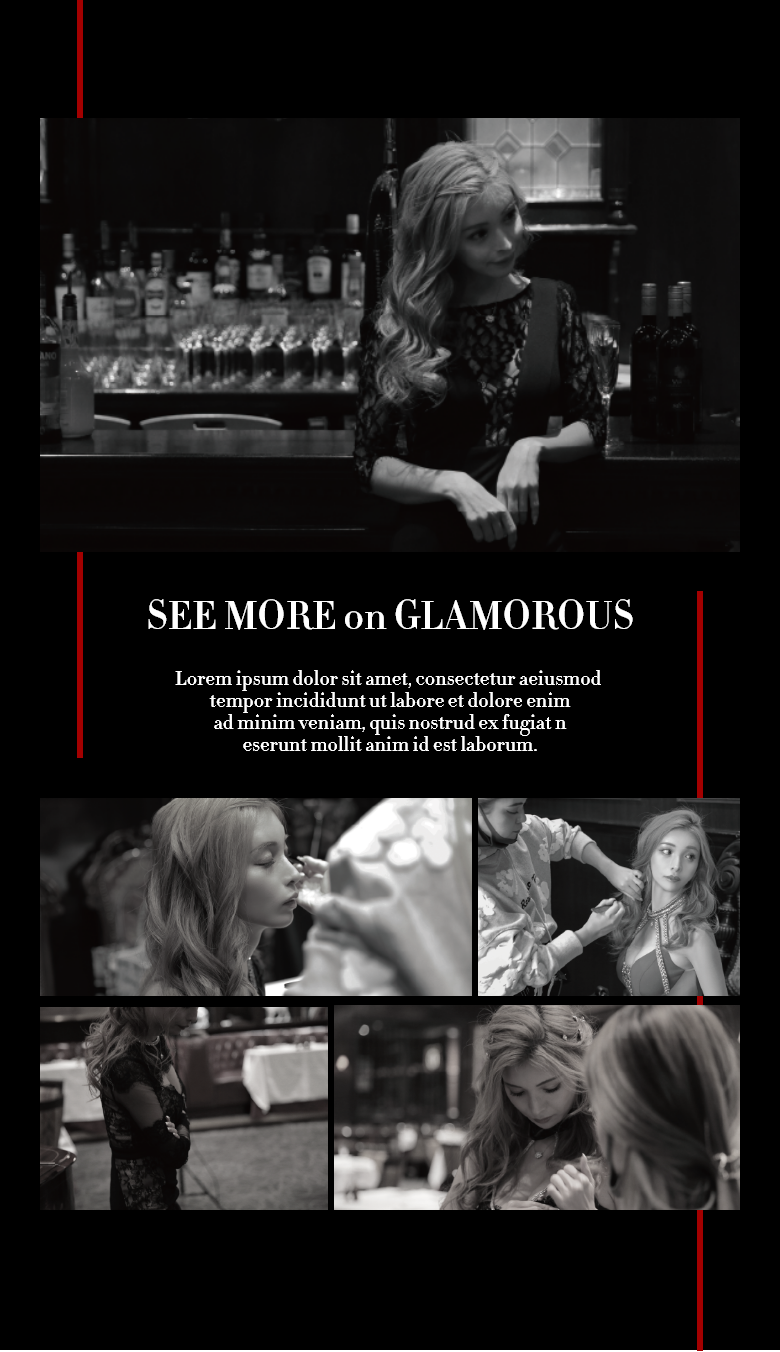 SEE MORE on GLAMOROUS
Lorem ipsum dolor sit amet, consectetur aeiusmod
tempor incididunt ut labore et dolore enim
ad minim veniam, quis nostrud ex fugiat n
eserunt mollit anim id est laborum.